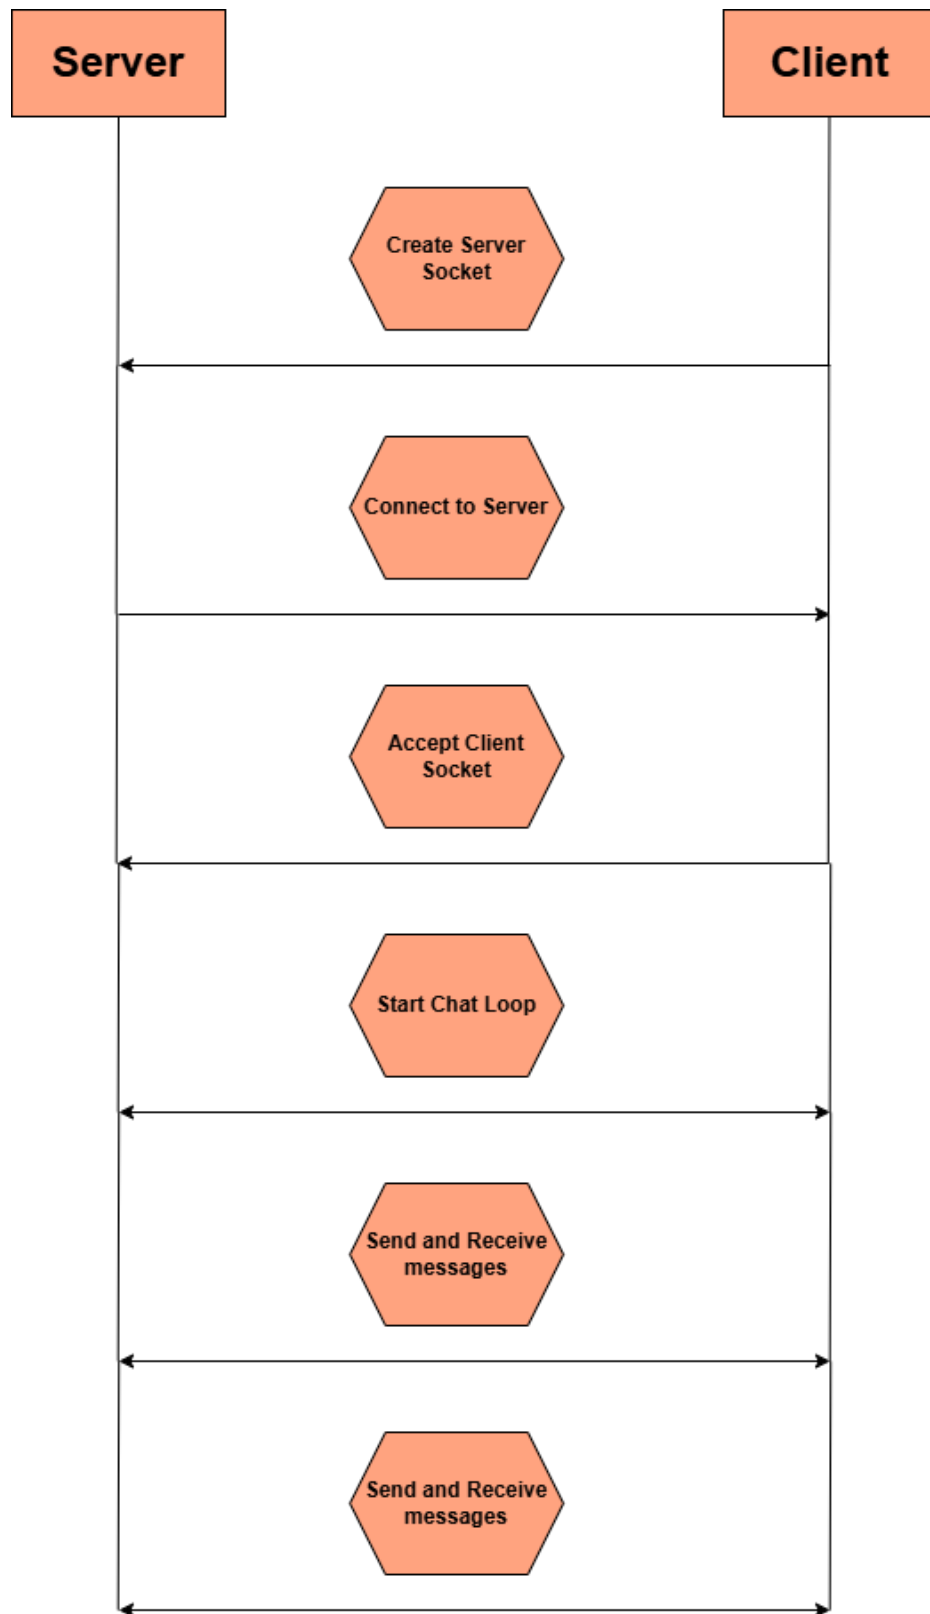 Server
Client
Create Server
Socket
Connect to Server
Accept Client
Socket
Start Chat Loop
Send and Receive
messages
Send and Receive
messages